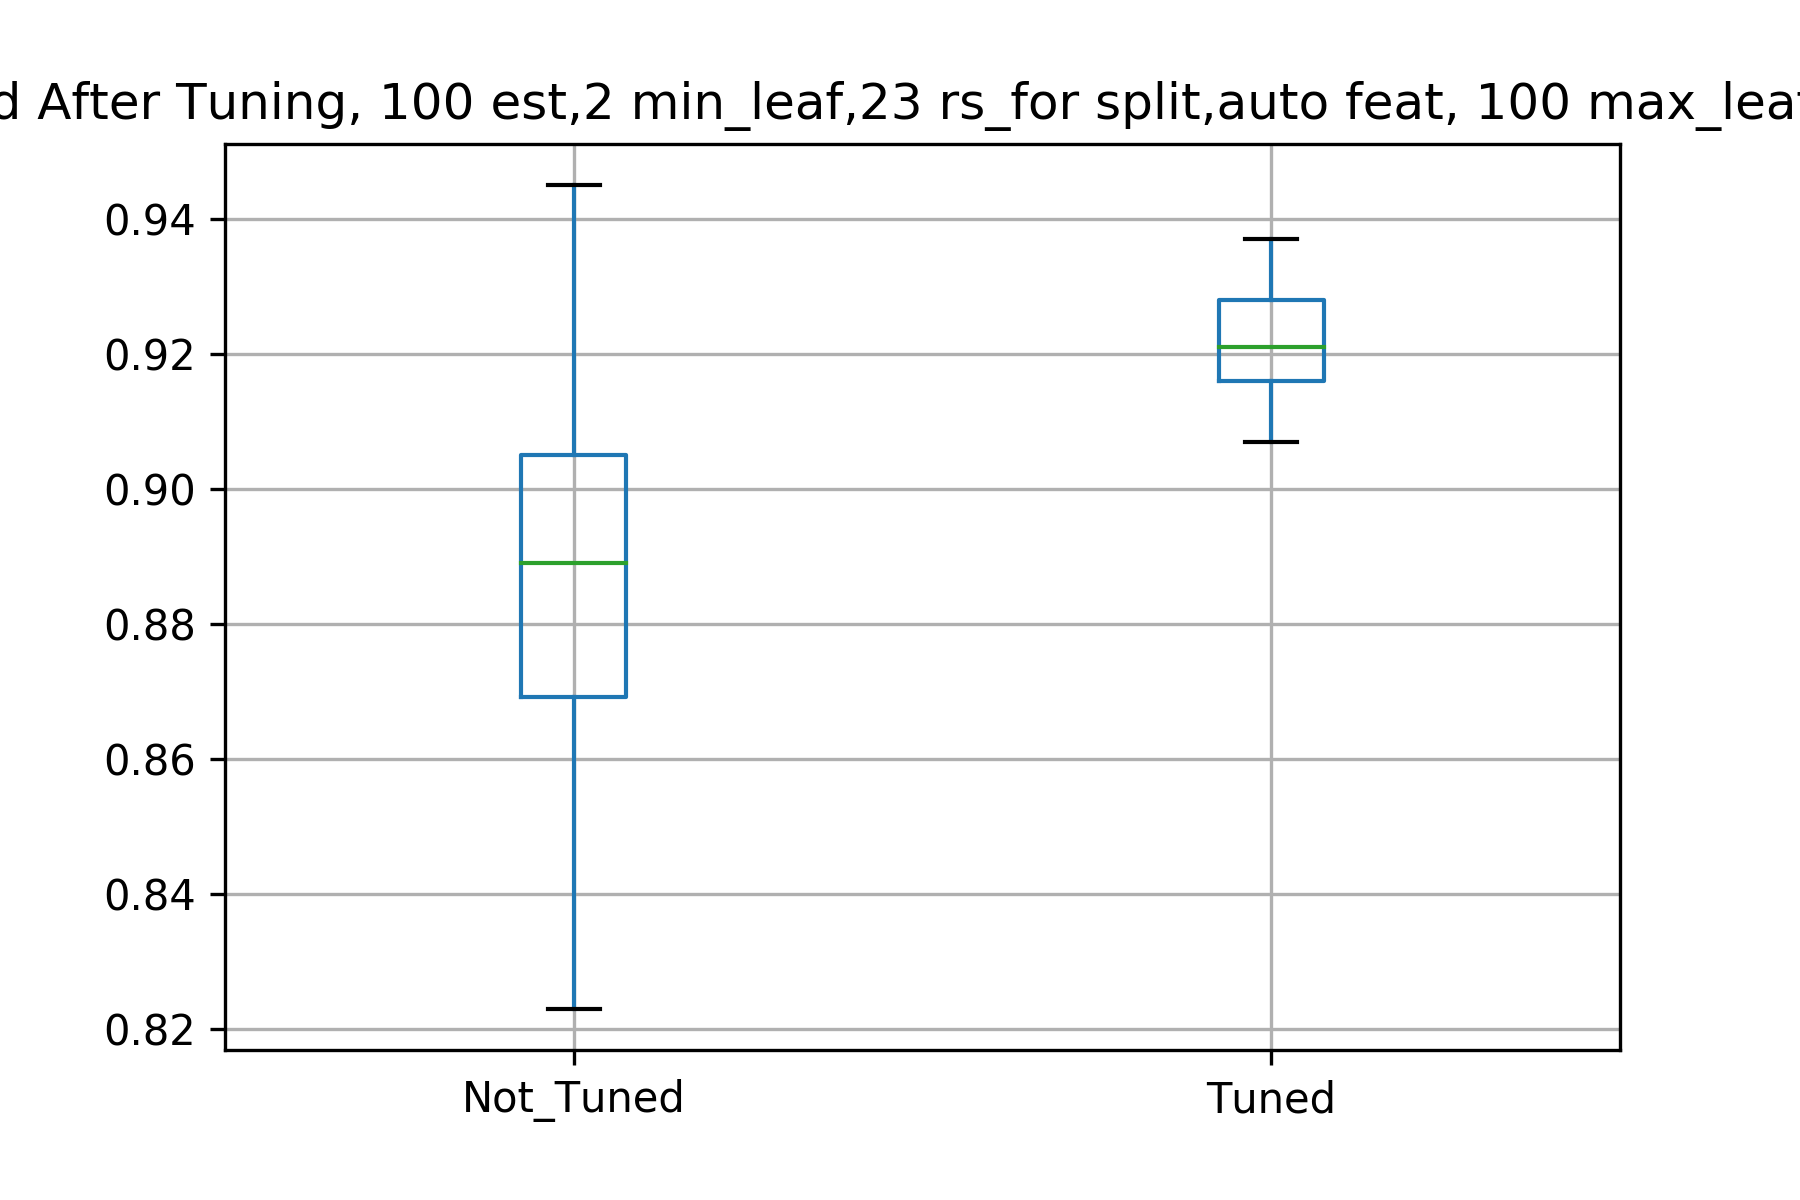 After Tuning, 100 est,2 min_leaf,23 rs_for split,auto feat, 100
0.94
0.92
0.90
0.88
0.86
0.84
0.82
Not_Tuned
Tuned